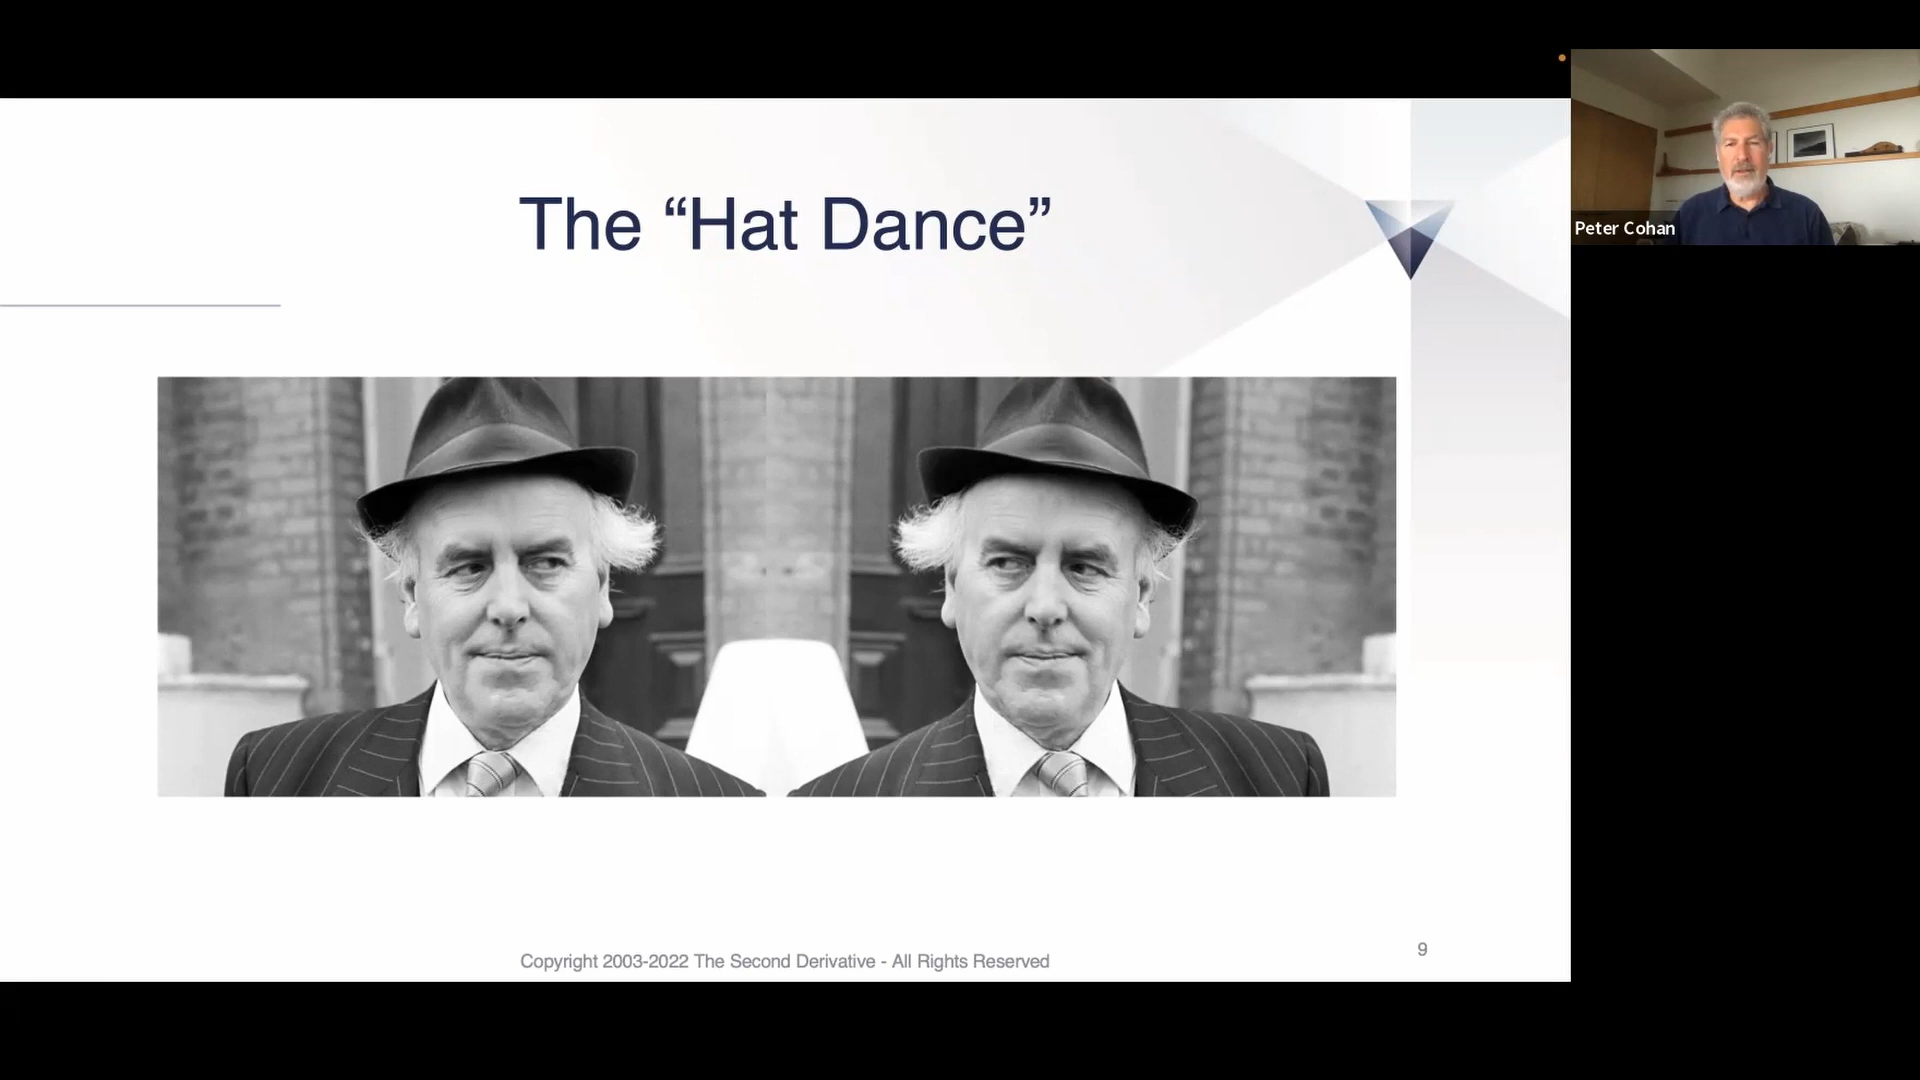 The “Hat Dance”
Peter Cohan
Copyright 2003-2022 The Second Derivative - All Rights Reserved
9